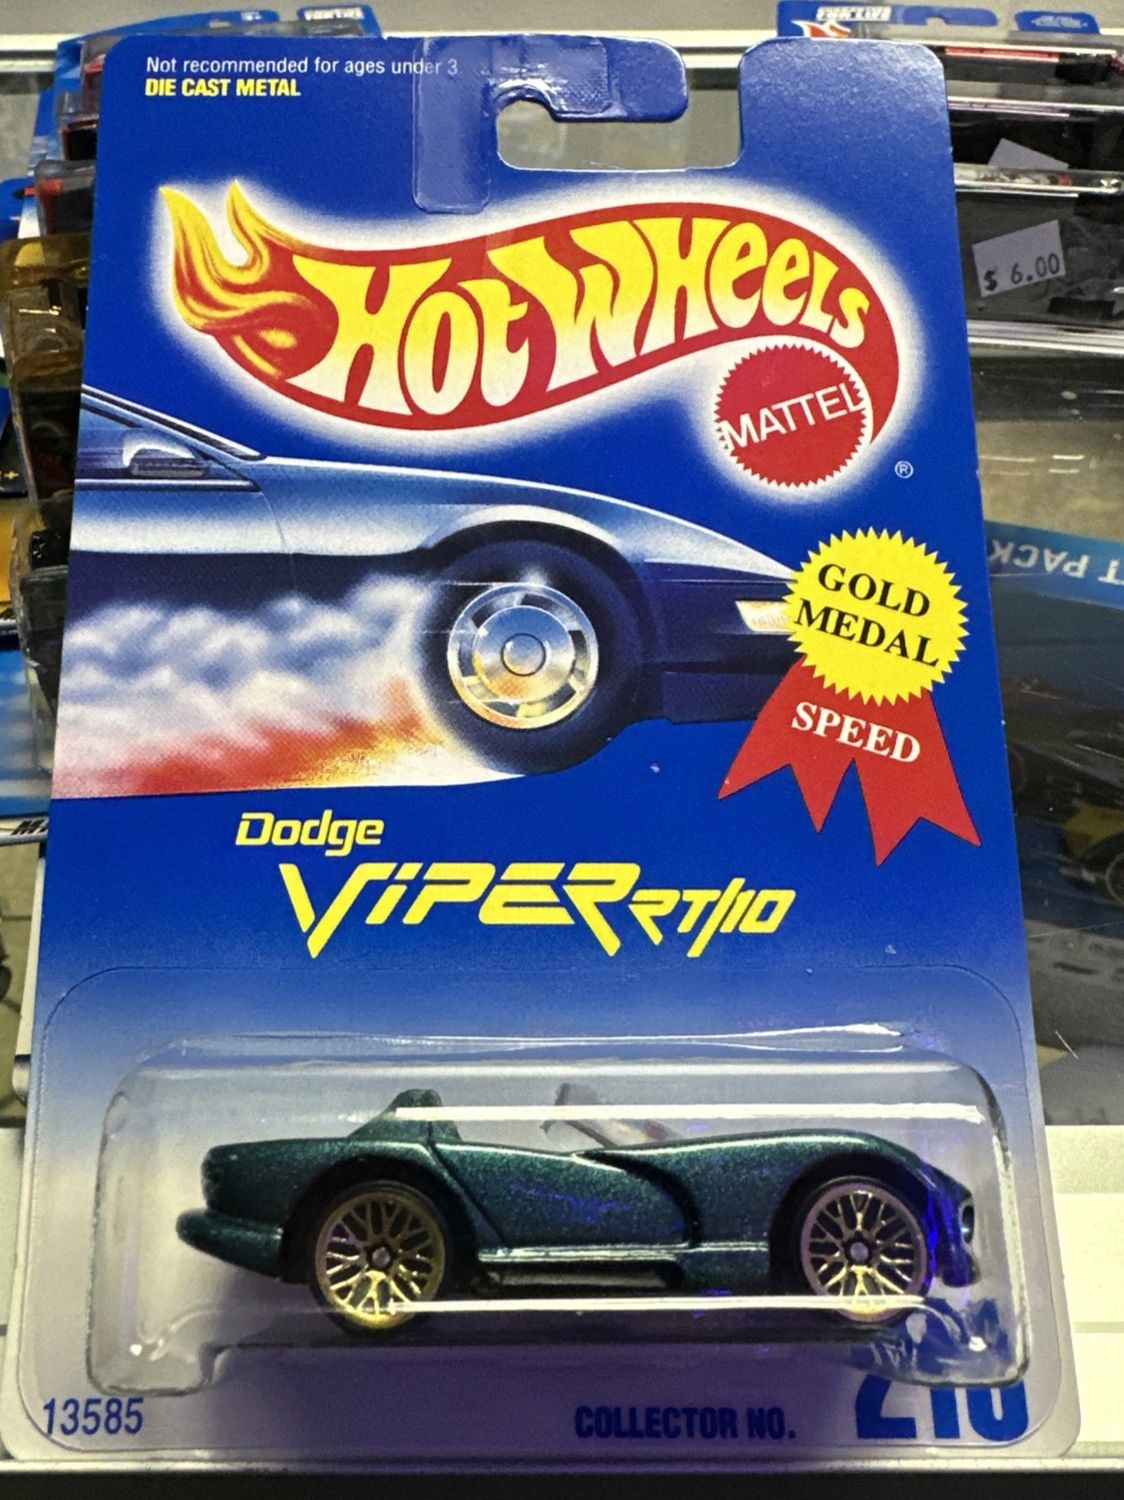 Not recommended for ages under 3
DIE CAST METAL
HOT WHEELS
MATTEL
®
$ 6.00
GOLD
MEDAL
SPEED
Dodge
VIPER RT/10
13585
COLLECTOR NO.